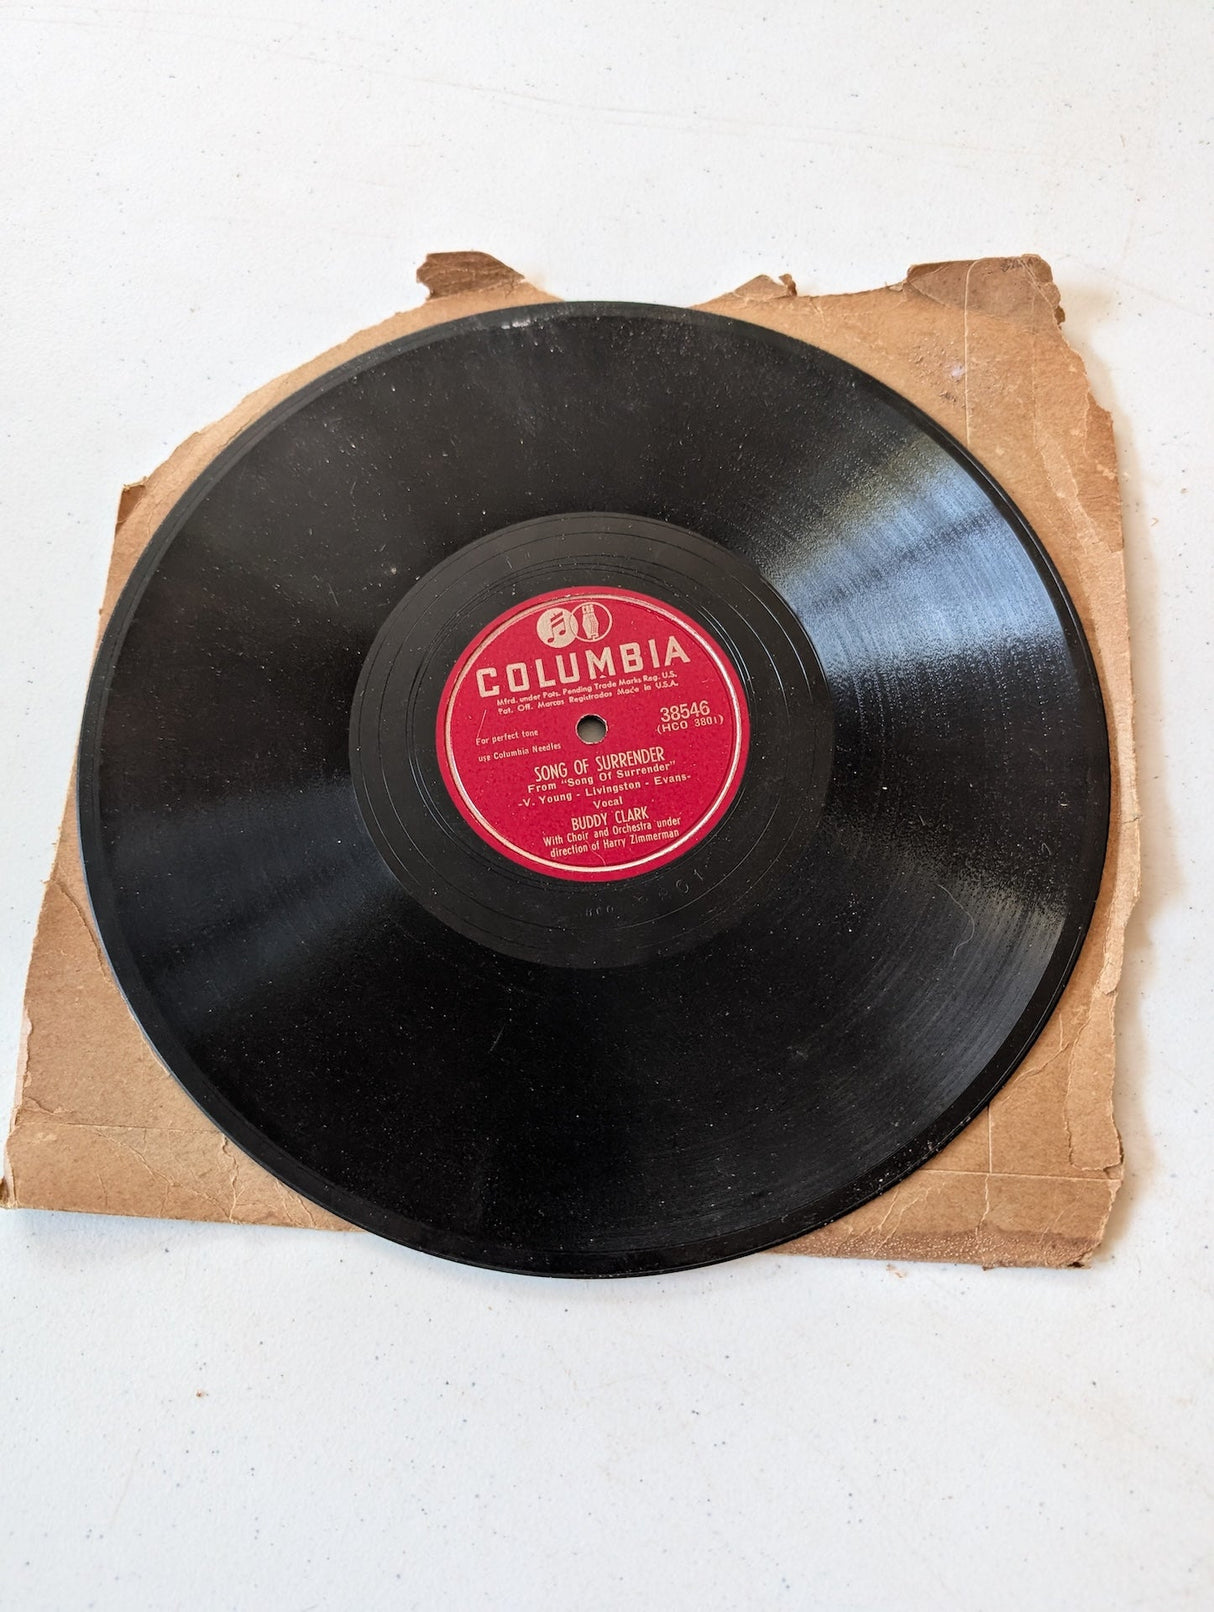 COLUMBIA
Mfrd. under Pats. Pending Trade Marks Reg. U.S.
Pat. Off. Marcas Registradas Made in U.S.A.
38546
(HCO 3801)
For perfect tone
use Columbia Needles
SONG OF SURRENDER
From "Song Of Surrender"
-V. Young - Livingston - Evans-
Vocal
BUDDY CLARK
With Choir and Orchestra under
direction of Harry Zimmerman